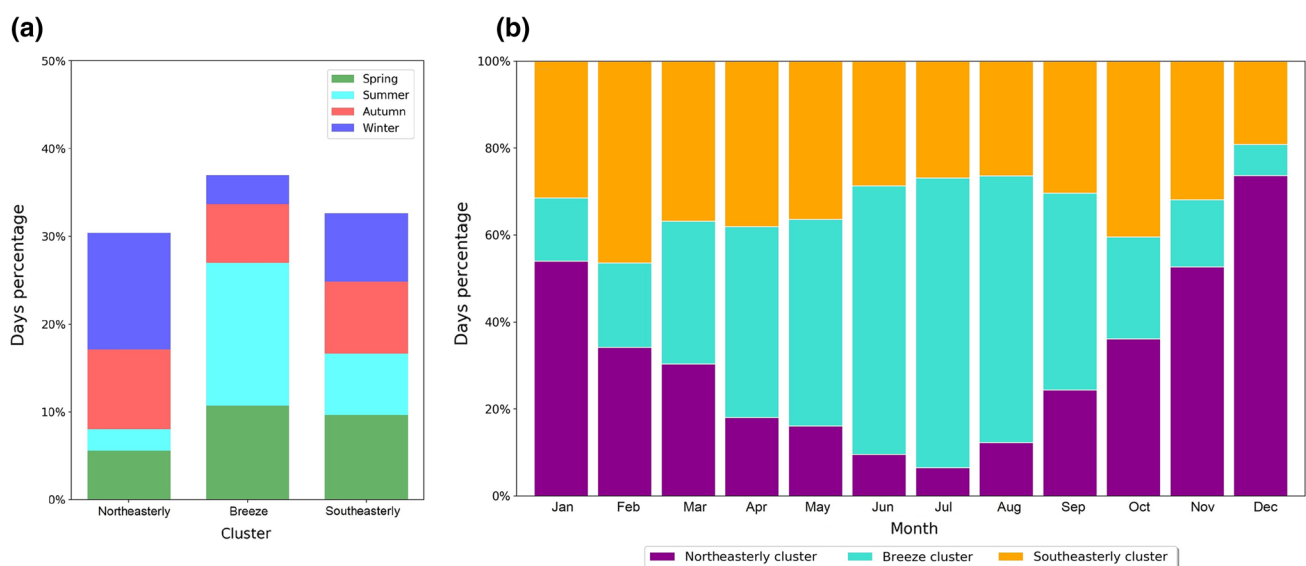 (a)
50%
40%
30%
20%
10%
0%
Days percentage
Spring
Summer
Autumn
Winter
Northeasterly Breeze Southeasterly
Cluster
(b)
100%
80%
60%
40%
20%
0%
Days percentage
Jan Feb Mar Apr May Jun Jul Aug Sep Oct Nov Dec
Month
Northeasterly cluster Breeze cluster Southeasterly cluster